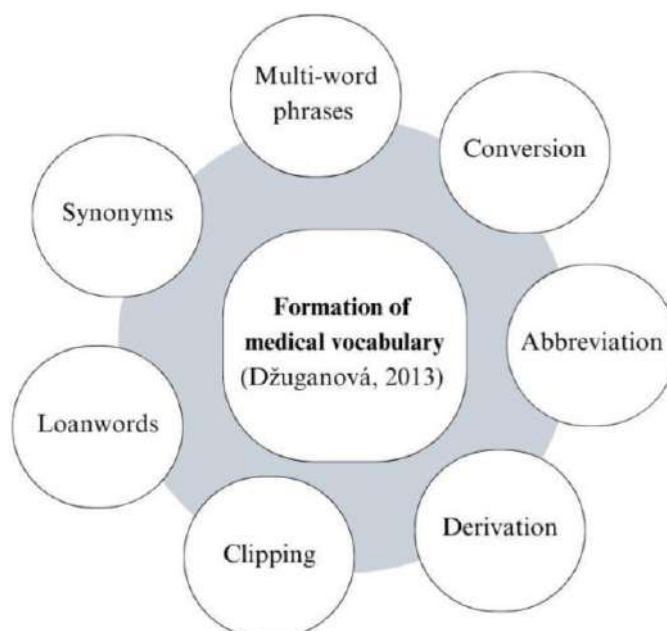 Multi-word
phrases
Conversion
Synonyms
Formation of
medical vocabulary
(Džuganová, 2013)
Abbreviation
Loanwords
Derivation
Clipping